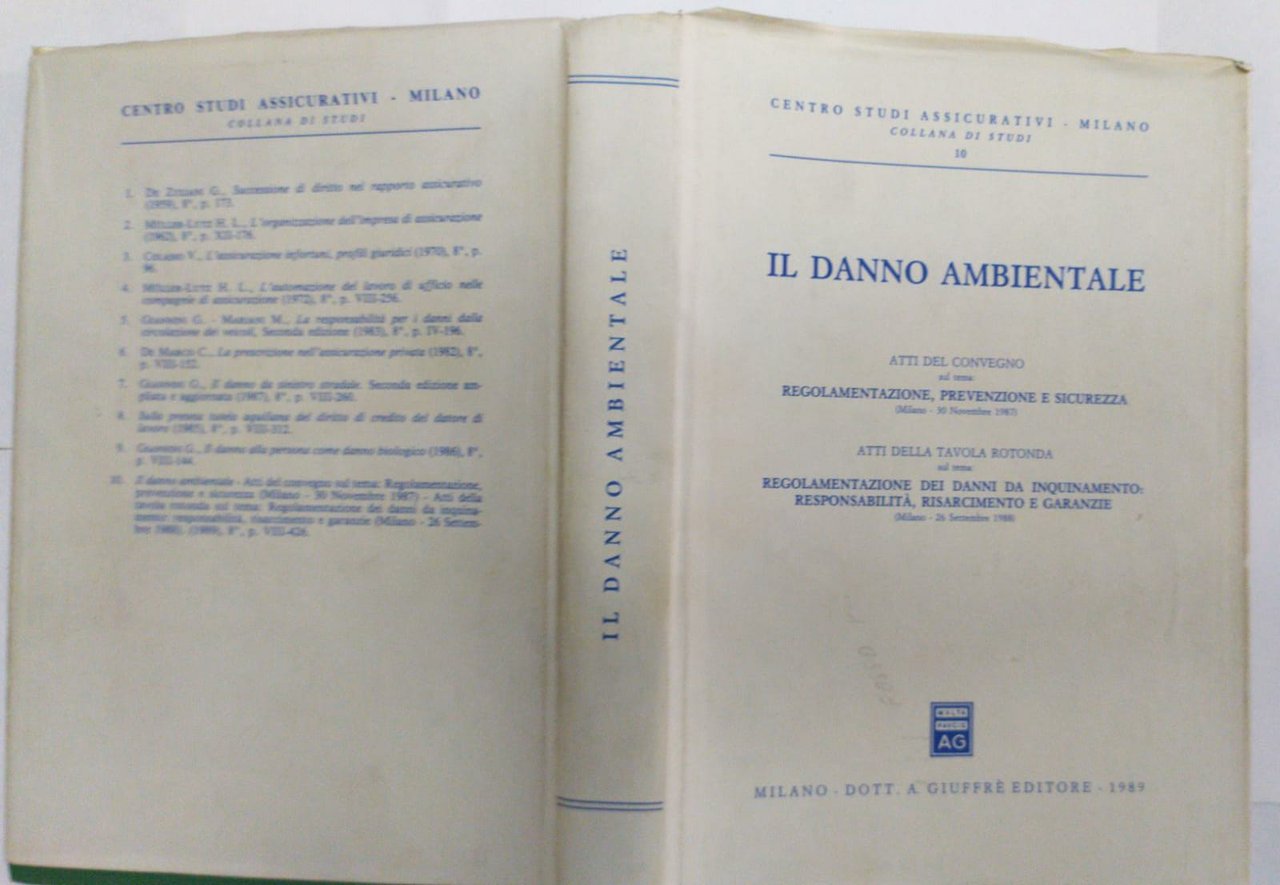 CENTRO STUDI ASSICURATIVI - MILANO
COLLANA DI STUDI
1. De Zuliani G., Successione di diritto nel rapporto assicurativo
(1959), 8°, p. 173.
2. Müller-Lutz H. L., L'organizzazione dell'impresa di assicurazione
(1962), 8°, p. XII-176.
3. V., L'assicurazione infortuni, profili giuridici (1970), 8°, p.
96.
4. Müller-Lutz H. L., L'automazione del lavoro di ufficio nelle
compagnie di assicurazione (1972), 8°, p. VIII-256.
5. Giannini G. - Mariani M., La responsabilità per i danni dalla
circolazione dei veicoli, Seconda edizione (1983), 8°, p. IV-196.
6. De Marco C., La prescrizione nell'assicurazione privata (1982), 8°,
p. VIII-152.
7. Giannini G., Il danno da sinistro stradale. Seconda edizione am-
pliata e aggiornata (1987), 8°, p. VIII-260.
8. Sulla pretesa tutela aquiliana del diritto di credito del datore di
lavoro (1985), 8°, p. VIII-312.
9. Giannini G., Il danno alla persona come danno biologico (1986), 8°,
p. VIII-144.
10. Il danno ambientale - Atti del convegno sul tema: Regolamentazione,
prevenzione e sicurezza (Milano - 30 Novembre 1987) - Atti della
tavola rotonda sul tema: Regolamentazione dei danni da inquina-
mento: responsabilità, risarcimento e garanzie (Milano - 26 Settem-
bre 1988). (1989), 8°, p. VIII-426.
IL DANNO AMBIENTALE
CENTRO STUDI ASSICURATIVI - MILANO
COLLANA DI STUDI
10
IL DANNO AMBIENTALE
ATTI DEL CONVEGNO
sul tema:
REGOLAMENTAZIONE, PREVENZIONE E SICUREZZA
(Milano - 30 Novembre 1987)
ATTI DELLA TAVOLA ROTONDA
sul tema:
REGOLAMENTAZIONE DEI DANNI DA INQUINAMENTO:
RESPONSABILITÀ, RISARCIMENTO E GARANZIE
(Milano - 26 Settembre 1988)
MULTA
PAUCIS
AG
MILANO - DOTT. A. GIUFFRÈ EDITORE - 1989